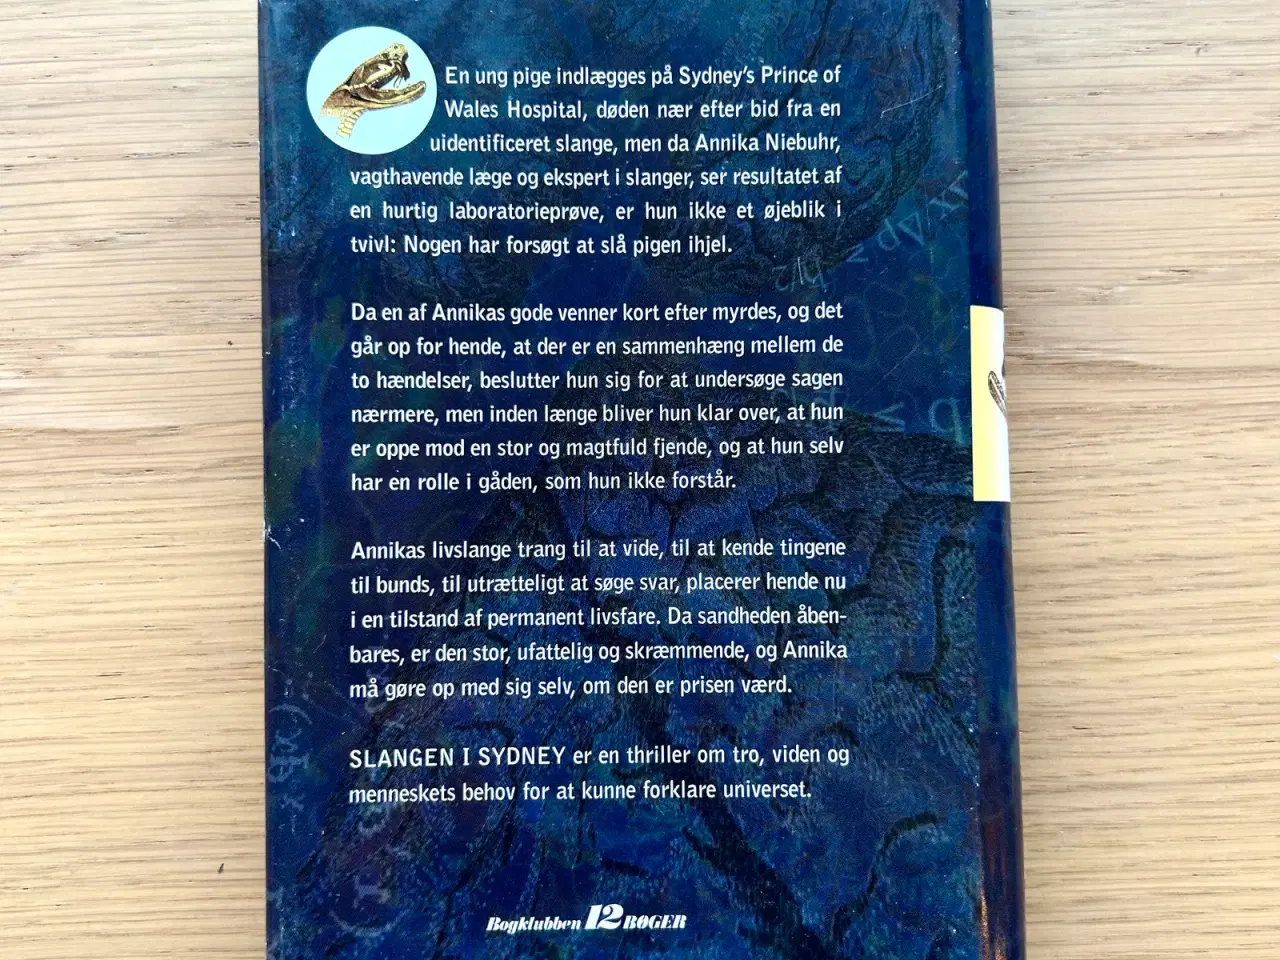 En ung pige indlægges på Sydney's Prince of
Wales Hospital, døden nær efter bid fra en
uidentificeret slange, men da Annika Niebuhr,
vagthavende læge og ekspert i slanger, ser resultatet af
en hurtig laboratorieprøve, er hun ikke et øjeblik i
tvivl: Nogen har forsøgt at slå pigen ihjel.
Da en af Annikas gode venner kort efter myrdes, og det
går op for hende, at der er en sammenhæng mellem de
to hændelser, beslutter hun sig for at undersøge sagen
nærmere, men inden længe bliver hun klar over, at hun
er oppe mod en stor og magtfuld fjende, og at hun selv
har en rolle i gåden, som hun ikke forstår.
Annikas livslange trang til at vide, til at kende tingene
til bunds, til utrætteligt at søge svar, placerer hende nu
i en tilstand af permanent livsfare. Da sandheden åben-
bares, er den stor, ufattelig og skræmmende, og Annika
må gøre op med sig selv, om den er prisen værd.
SLANGEN I SYDNEY er en thriller om tro, viden og
menneskets behov for at kunne forklare universet.
Bogklubben 12 BØGER